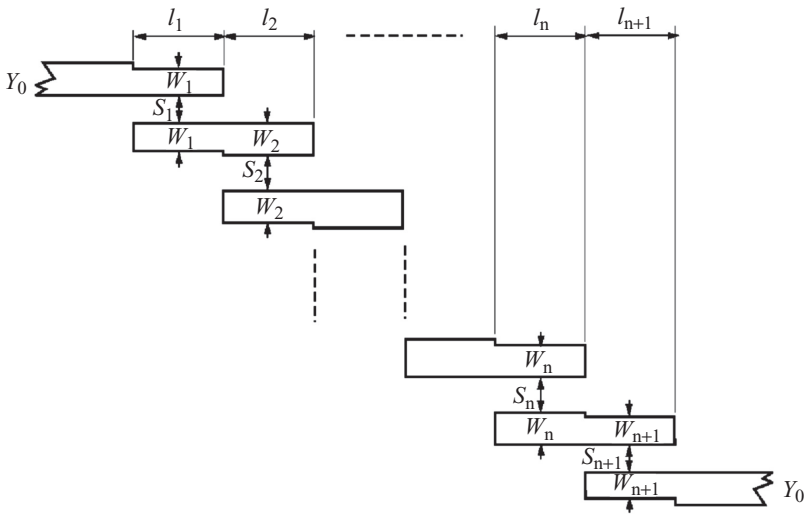 l1 l2 ln ln+1
Y0 W1
S1
W1 W2
S2
W2
Wn
Sn
Wn Wn+1
Sn+1
Wn+1 Y0